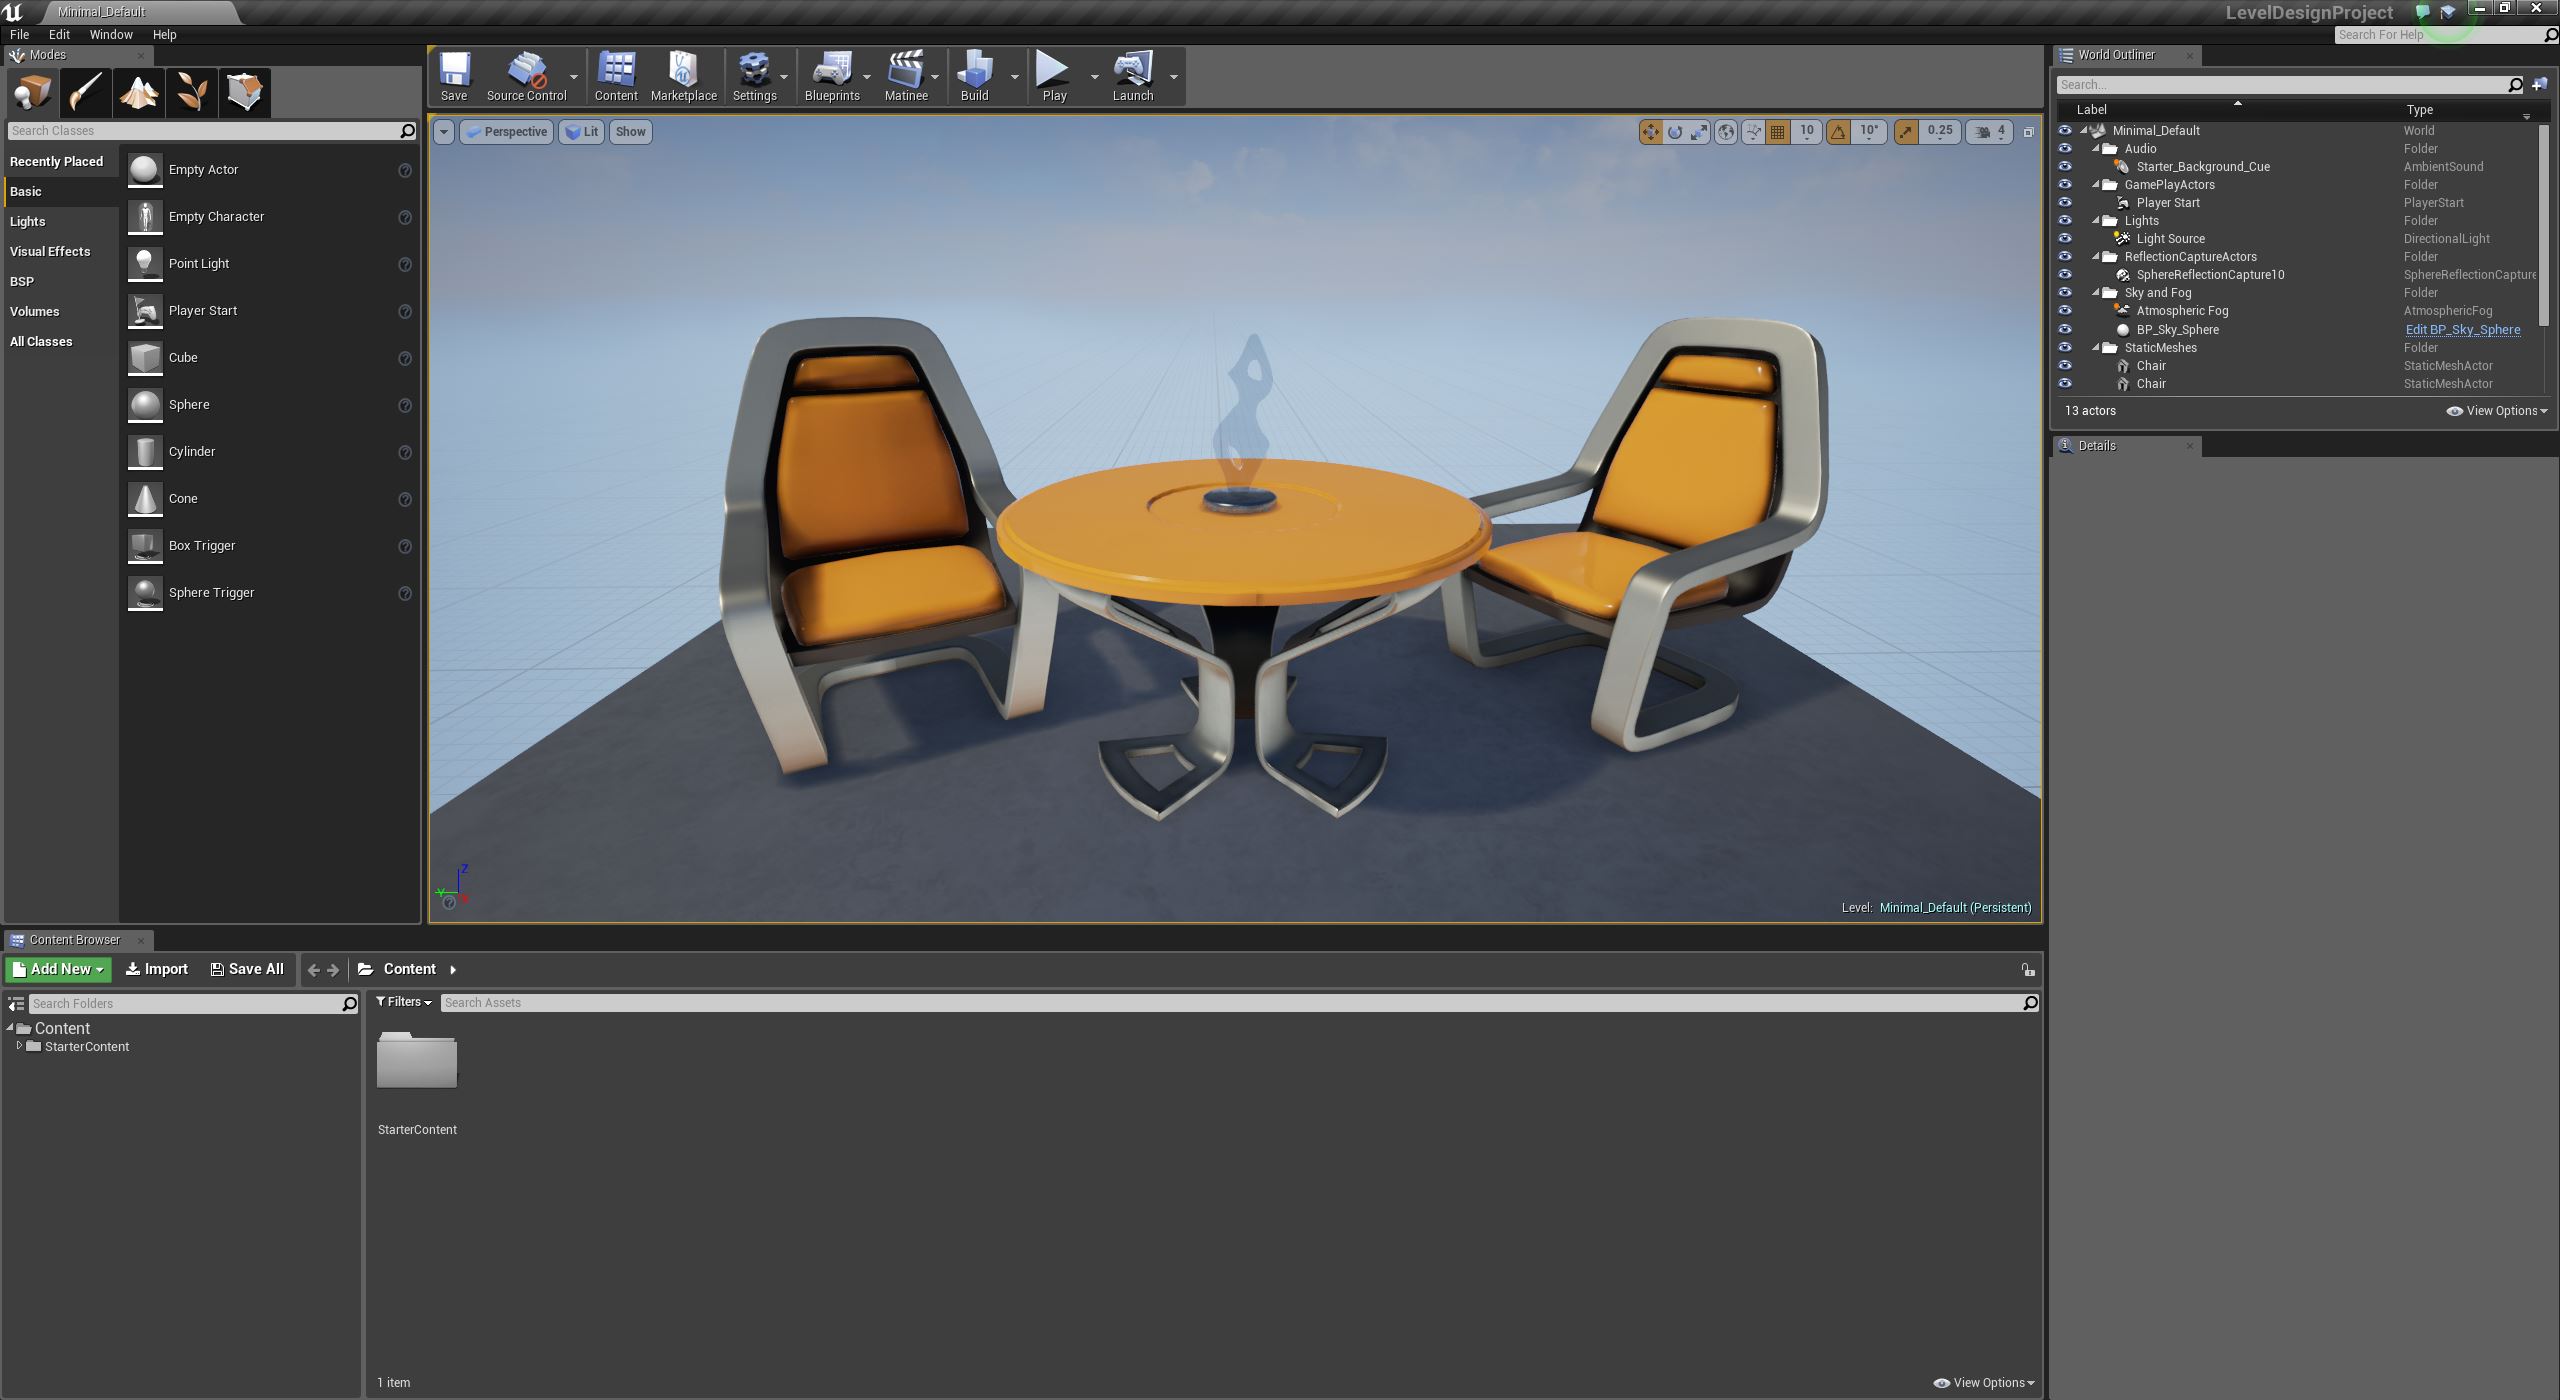 Minimal_Default
LevelDesignProject
File Edit Window Help
Search For Help
Modes
Search Classes
Recently Placed
Basic
Lights
Visual Effects
BSP
Volumes
All Classes
Empty Actor
Empty Character
Point Light
Player Start
Cube
Sphere
Cylinder
Cone
Box Trigger
Sphere Trigger
Save Source Control Content Marketplace Settings Blueprints Matinee Build Play Launch
Perspective Lit Show
10 10° 0.25 4
Z
Y
X
Level: Minimal_Default (Persistent)
World Outliner
Search...
Label Type
Minimal_Default World
Audio Folder
Starter_Background_Cue AmbientSound
GamePlayActors Folder
Player Start PlayerStart
Lights Folder
Light Source DirectionalLight
ReflectionCaptureActors Folder
SphereReflectionCapture10 SphereReflectionCapture
Sky and Fog Folder
Atmospheric Fog AtmosphericFog
BP_Sky_Sphere Edit BP_Sky_Sphere
StaticMeshes Folder
Chair StaticMeshActor
Chair StaticMeshActor
13 actors View Options
Details
Content Browser
Add New Import Save All Content
Search Folders
Content
StarterContent
Filters Search Assets
StarterContent
1 item View Options